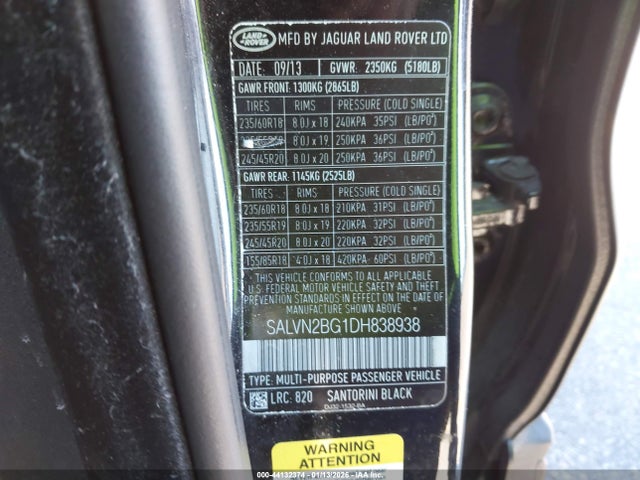 LAND ROVER MFD BY JAGUAR LAND ROVER LTD
DATE: 09/13 GVWR. 2350KG (5180LB)
GAWR FRONT: 1300KG (2865LB)
TIRES RIMS PRESSURE (COLD SINGLE)
235/60R18 8.0J x 18 240KPA 35PSI (LB/PO²)
8.0J x 19 250KPA 36PSI (LB/PO²)
245/45R20 8.0J x 20 250KPA 36PSI (LB/PO²)
GAWR REAR: 1145KG (2525LB)
TIRES RIMS PRESSURE (COLD SINGLE)
235/60R18 8.0J x 18 210KPA 31PSI (LB/PO²)
235/55R19 8.0J x 19 220KPA 32PSI (LB/PO²)
245/45R20 8.0J x 20 220KPA 32PSI (LB/PO²)
155/85R18 4.0J x 18 420KPA 60PSI (LB/PO²)
THIS VEHICLE CONFORMS TO ALL APPLICABLE
U.S. FEDERAL MOTOR VEHICLE SAFETY AND
THEFT PREVENTION STANDARDS IN EFFECT ON THE DATE OF
MANUFACTURE SHOWN ABOVE.
SALVN2BG1DH838938
TYPE: MULTI-PURPOSE PASSENGER VEHICLE
LRC: 820 SANTORINI BLACK
WARNING
ATTENTION
00-44132374 - 01/13/2026 - IAA Inc.